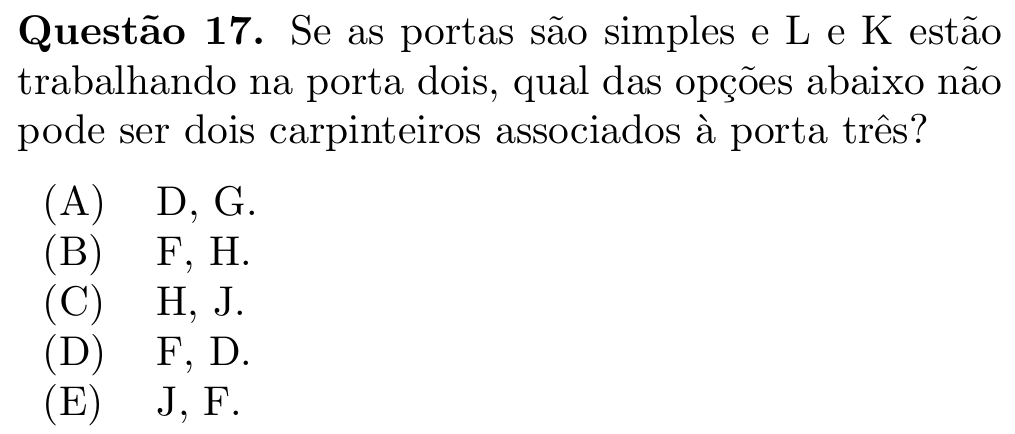 Questão 17. Se as portas são simples e L e K estão
trabalhando na porta dois, qual das opções abaixo não
pode ser dois carpinteiros associados à porta três?
(A) D, G.
(B) F, H.
(C) H, J.
(D) F, D.
(E) J, F.